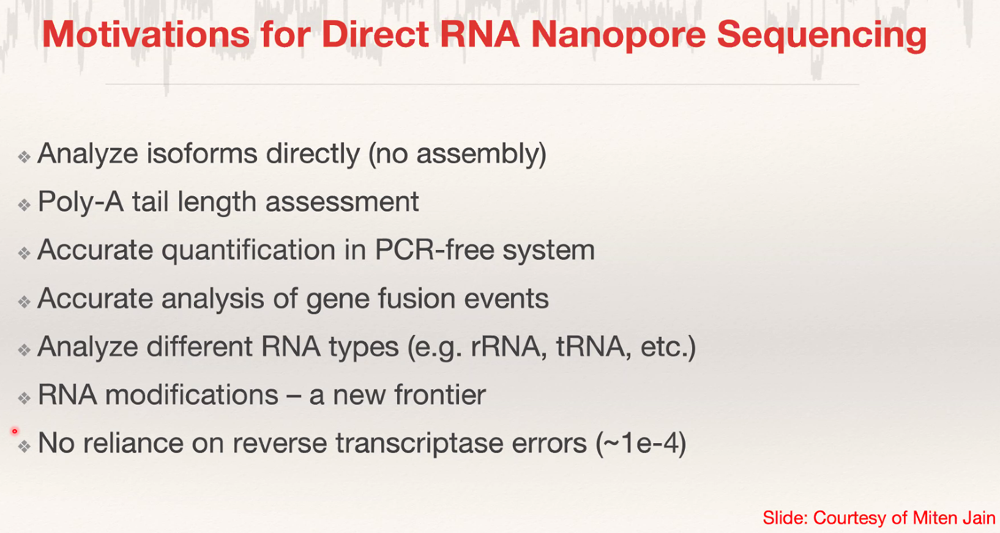 Motivations for Direct RNA Nanopore Sequencing
Analyze isoforms directly (no assembly)
Poly-A tail length assessment
Accurate quantification in PCR-free system
Accurate analysis of gene fusion events
Analyze different RNA types (e.g. rRNA, tRNA, etc.)
RNA modifications – a new frontier
No reliance on reverse transcriptase errors (~1e-4)
Slide: Courtesy of Miten Jain